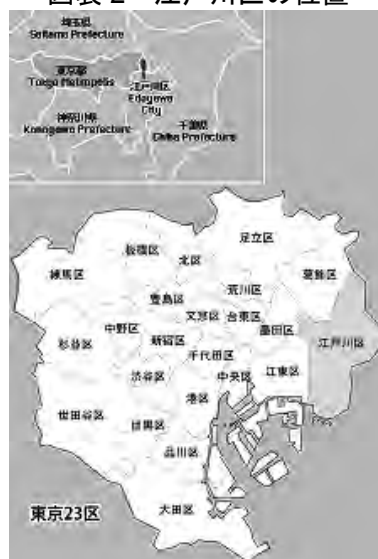 図表2 江戸川区の位置
埼玉県
Saitama Prefecture
東京都
Tokyo Metropolis
江戸川区
Edogawa
City
神奈川県
Kanagawa Prefecture
千葉県
Chiba Prefecture
足立区
板橋区
北区
練馬区
葛飾区
荒川区
豊島区
文京区
台東区
墨田区
中野区
杉並区
新宿区
江戸川区
千代田区
渋谷区
中央区
江東区
港区
世田谷区
目黒区
品川区
東京23区
大田区